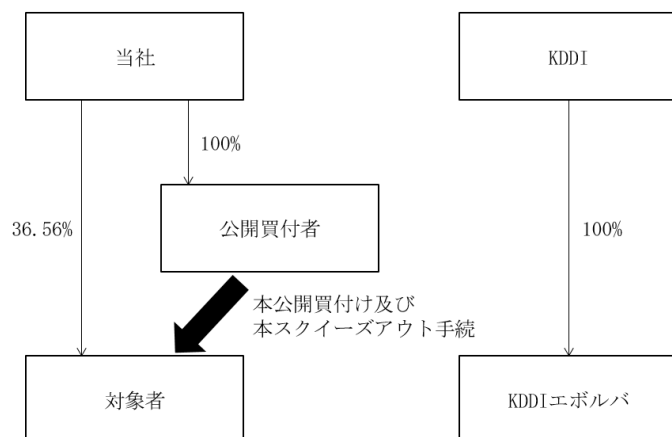 当社
KDDI
100%
36.56%
公開買付者
100%
本公開買付け及び
本スクイーズアウト手続
対象者
KDDIエボルバ